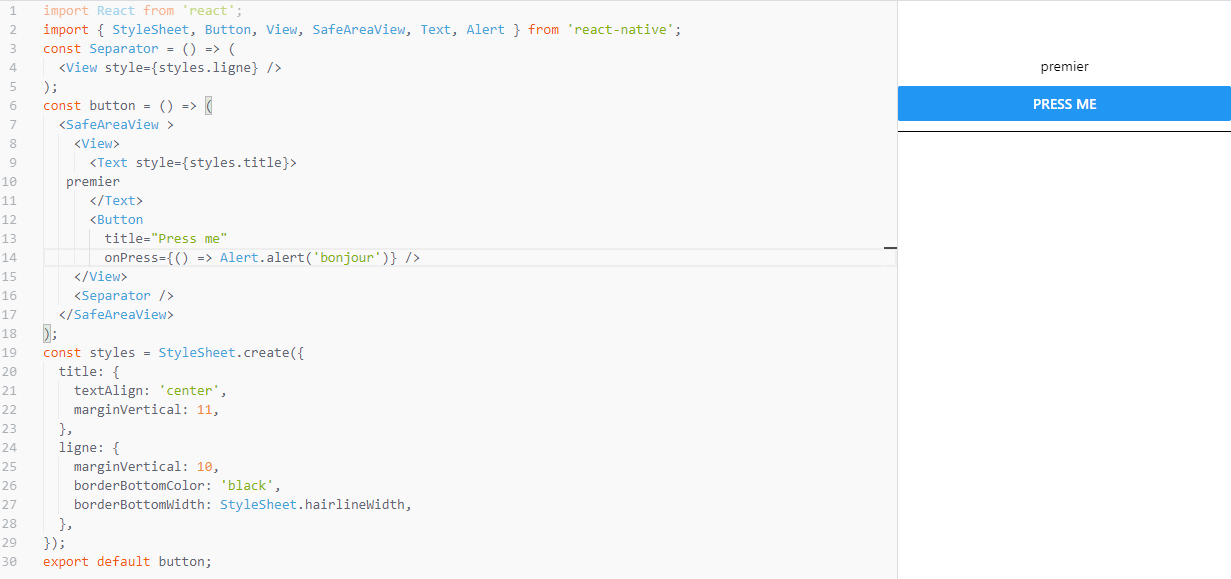 1 import React from 'react';
2 import { StyleSheet, Button, View, SafeAreaView, Text, Alert } from 'react-native';
3 const Separator = () => (
4   <View style={styles.ligne} />
5 );
6 const button = () => (
7   <SafeAreaView >
8     <View>
9       <Text style={styles.title}>
10    premier
11       </Text>
12       <Button
13         title="Press me"
14         onPress={() => Alert.alert('bonjour')} />
15     </View>
16     <Separator />
17   </SafeAreaView>
18 );
19 const styles = StyleSheet.create({
20   title: {
21     textAlign: 'center',
22     marginVertical: 11,
23   },
24   ligne: {
25     marginVertical: 10,
26     borderBottomColor: 'black',
27     borderBottomWidth: StyleSheet.hairlineWidth,
28   },
29 });
30 export default button;
premier
PRESS ME